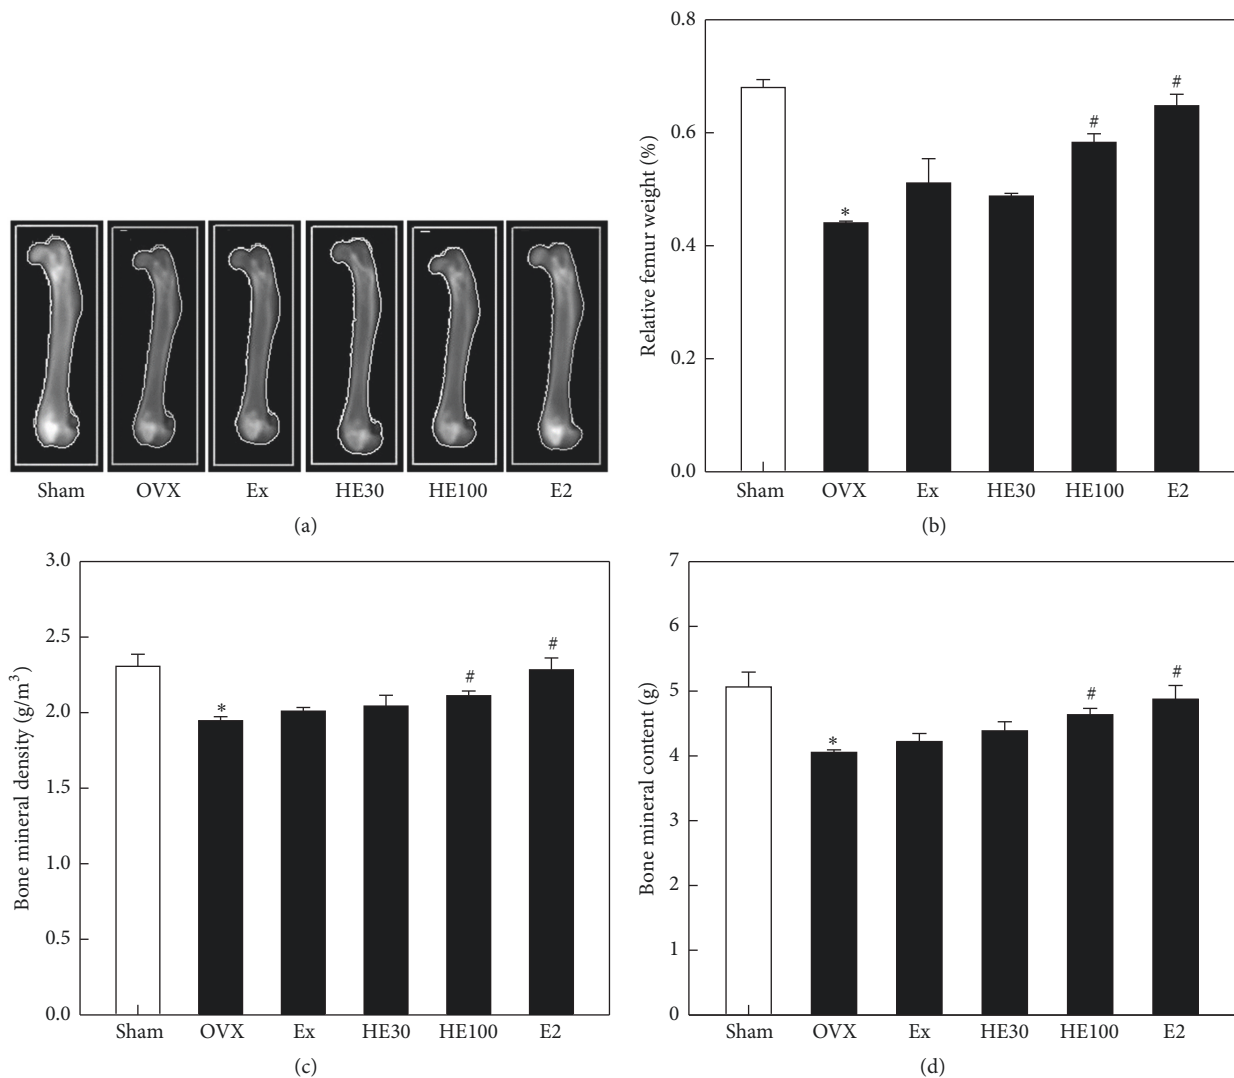 Sham OVX Ex HE30 HE100 E2
(a)
Relative femur weight (%)
0.8
0.6
0.4
0.2
0.0
*
#
#
Sham OVX Ex HE30 HE100 E2
(b)
Bone mineral density (g/m³)
3.0
2.5
2.0
1.5
1.0
0.5
0.0
*
#
#
Sham OVX Ex HE30 HE100 E2
(c)
Bone mineral content (g)
7
6
5
4
3
2
1
0
*
#
#
Sham OVX Ex HE30 HE100 E2
(d)